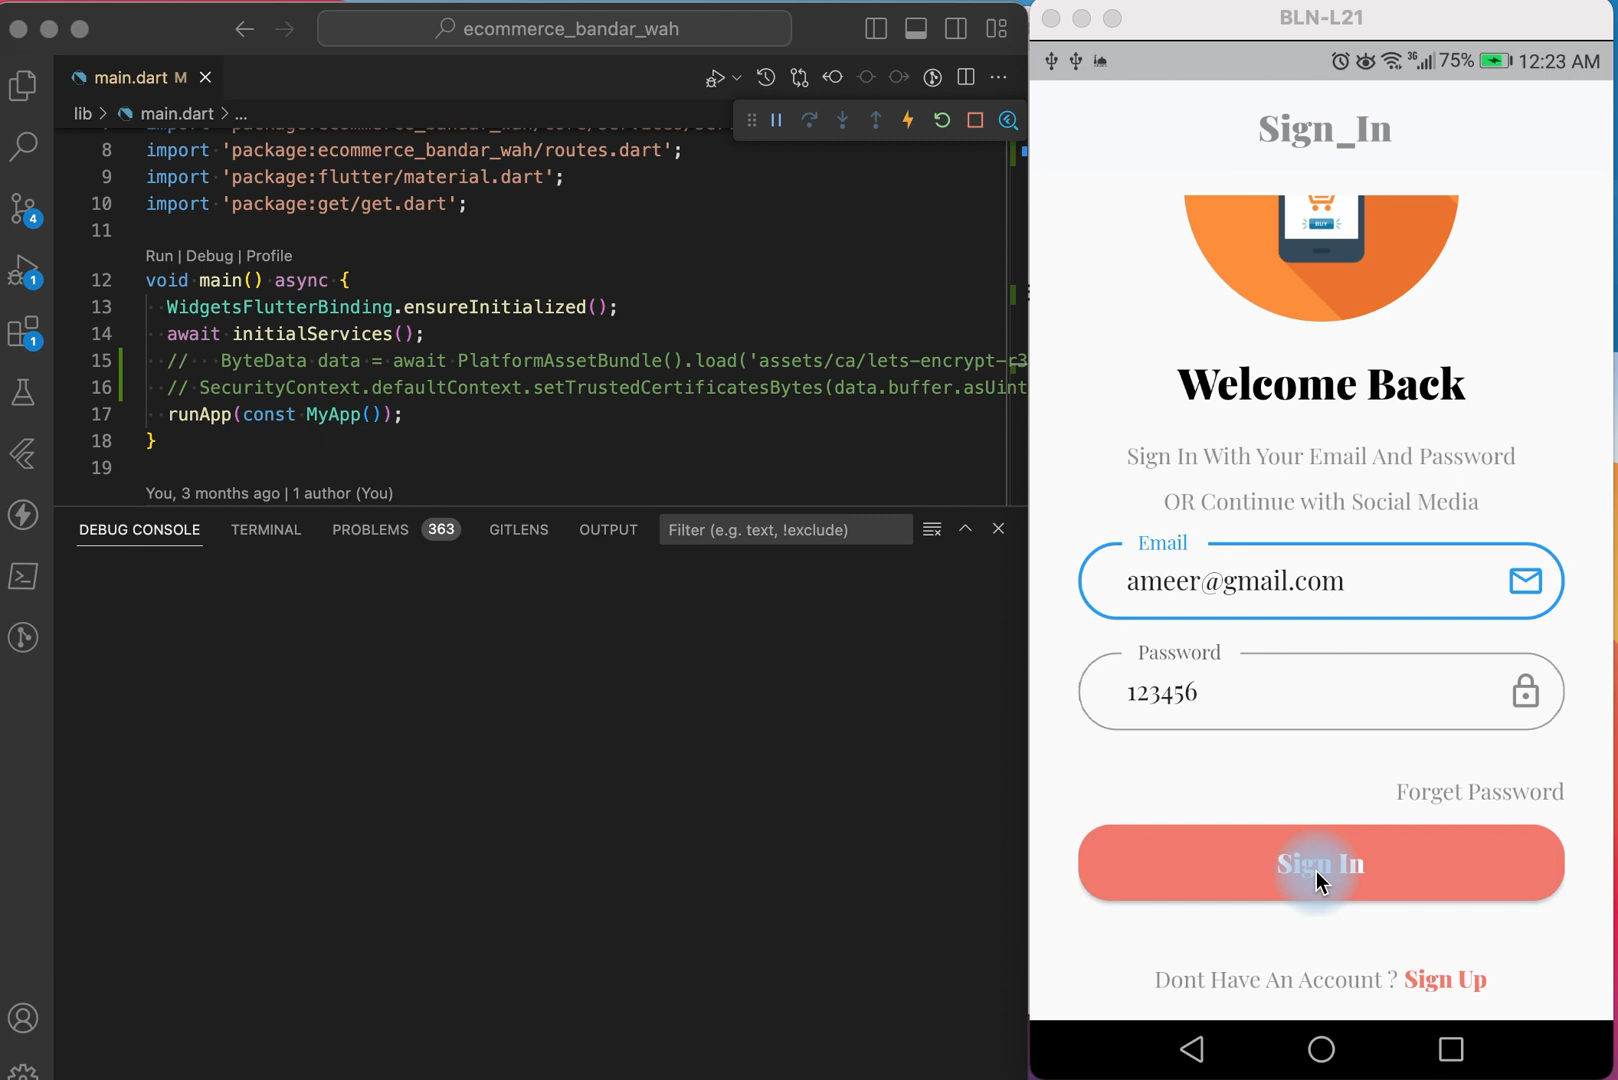 ecommerce_bandar_wah
main.dart M
lib > main.dart > ...
8 import 'package:ecommerce_bandar_wah/routes.dart';
9 import 'package:flutter/material.dart';
10 import 'package:get/get.dart';
11
Run | Debug | Profile
12 void main() async {
13 WidgetsFlutterBinding.ensureInitialized();
14 await initialServices();
15 // ByteData data = await PlatformAssetBundle().load('assets/ca/lets-encrypt-r3
16 // SecurityContext.defaultContext.setTrustedCertificatesBytes(data.buffer.asUint
17 runApp(const MyApp());
18 }
19
You, 3 months ago | 1 author (You)
DEBUG CONSOLE TERMINAL PROBLEMS 363 GITLENS OUTPUT Filter (e.g. text, !exclude)
4
1
1
BLN-L21
3G 75% 12:23 AM
Sign_In
BUY
Welcome Back
Sign In With Your Email And Password
OR Continue with Social Media
Email
ameer@gmail.com
Password
123456
Forget Password
Sign In
Dont Have An Account ? Sign Up